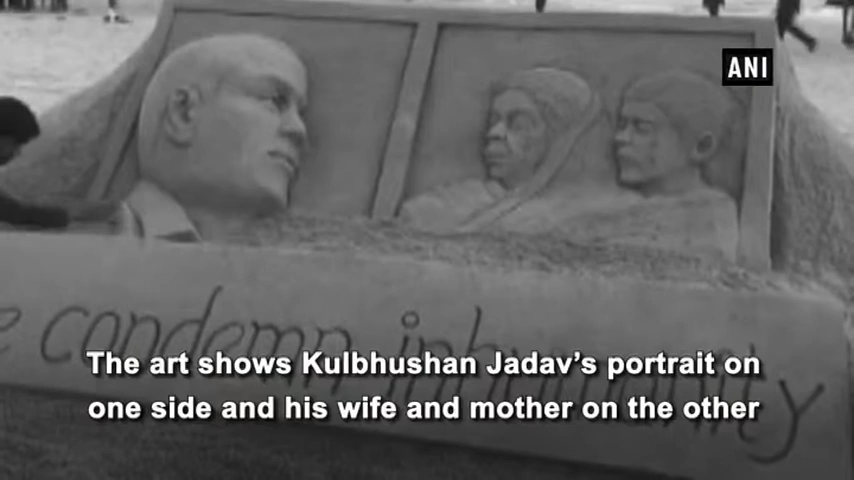 ANI
condemn inhumanity
The art shows Kulbhushan Jadav's portrait on
one side and his wife and mother on the other